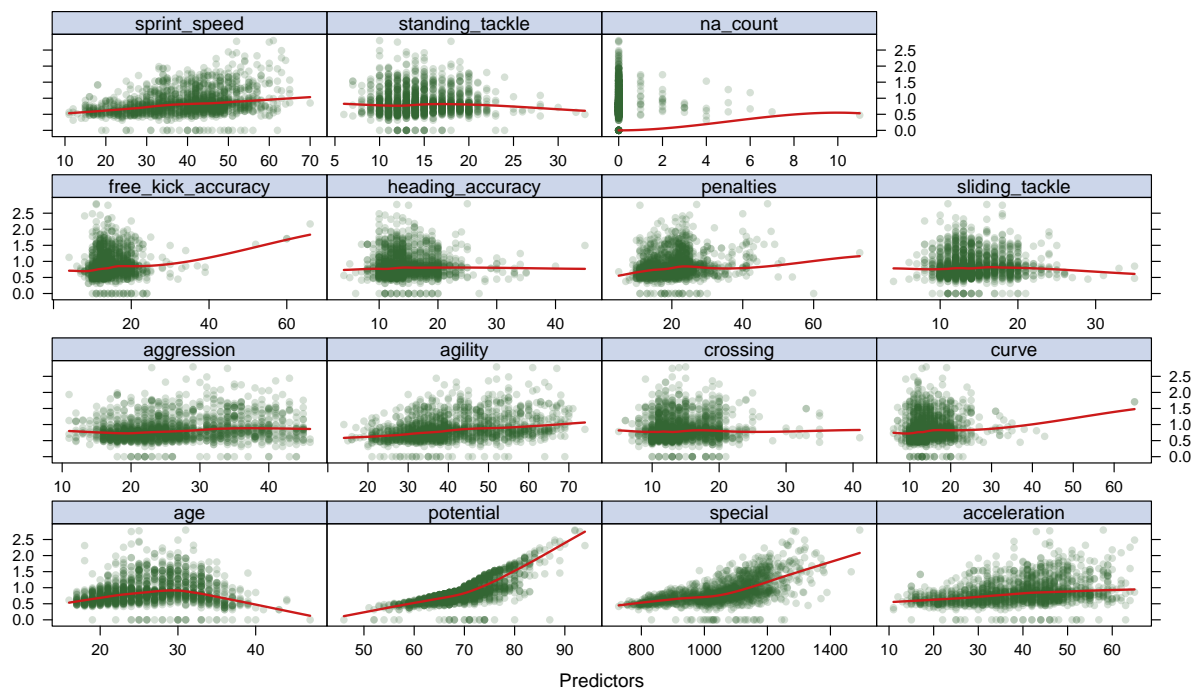 sprint_speed standing_tackle na_count
2.5
2.0
1.5
1.0
0.5
0.0
10 20 30 40 50 60 70 5 10 15 20 25 30 0 2 4 6 8 10
free_kick_accuracy heading_accuracy penalties sliding_tackle
2.5
2.0
1.5
1.0
0.5
0.0
20 40 60 10 20 30 40 20 40 60 10 20 30
aggression agility crossing curve
2.5
2.0
1.5
1.0
0.5
0.0
10 20 30 40 20 30 40 50 60 70 10 20 30 40 10 20 30 40 50 60
age potential special acceleration
2.5
2.0
1.5
1.0
0.5
0.0
20 30 40 50 60 70 80 90 800 1000 1200 1400 10 20 30 40 50 60
Predictors